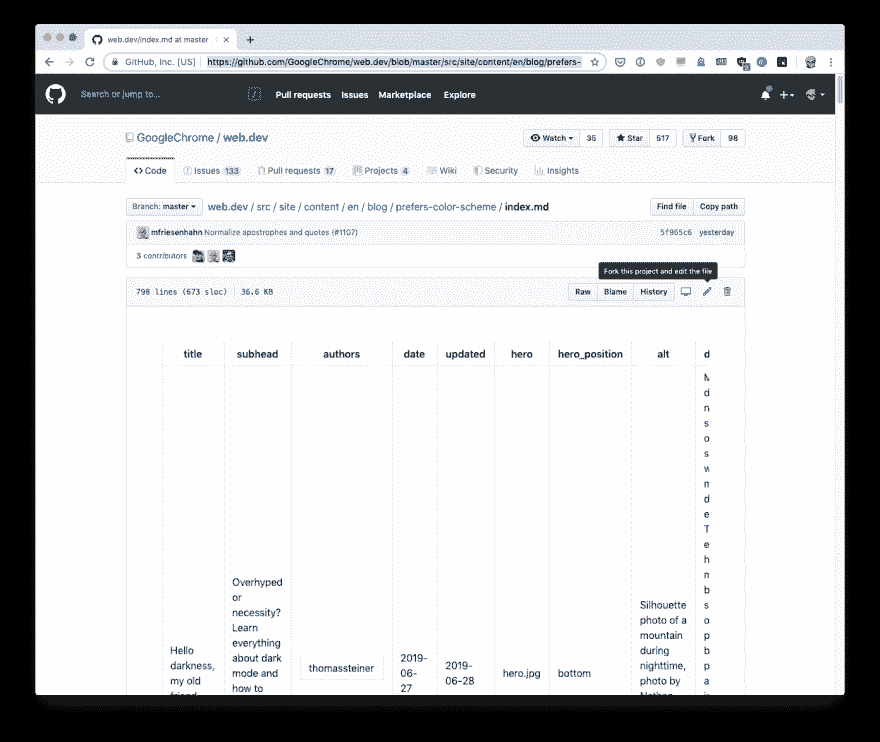 web.dev/index.md at master
GitHub, Inc. [US] https://github.com/GoogleChrome/web.dev/blob/master/src/site/content/en/blog/prefers-
Search or jump to... / Pull requests Issues Marketplace Explore
GoogleChrome / web.dev Watch 35 Star 517 Fork 98
Code Issues 133 Pull requests 17 Projects 4 Wiki Security Insights
Branch: master web.dev / src / site / content / en / blog / prefers-color-scheme / index.md Find file Copy path
mfriesenhahn Normalize apostrophes and quotes (#1107) 5f965c6 yesterday
3 contributors
Fork this project and edit the file
798 lines (673 sloc) 36.6 KB Raw Blame History
title subhead authors date updated hero hero_position alt d
Hello
darkness,
my old
friend
Overhyped
or
necessity?
Learn
everything
about dark
mode and
how to
thomassteiner
2019-
06-
27
2019-
06-28
hero.jpg
bottom
Silhouette
photo of a
mountain
during
nighttime,
photo by
Nathan